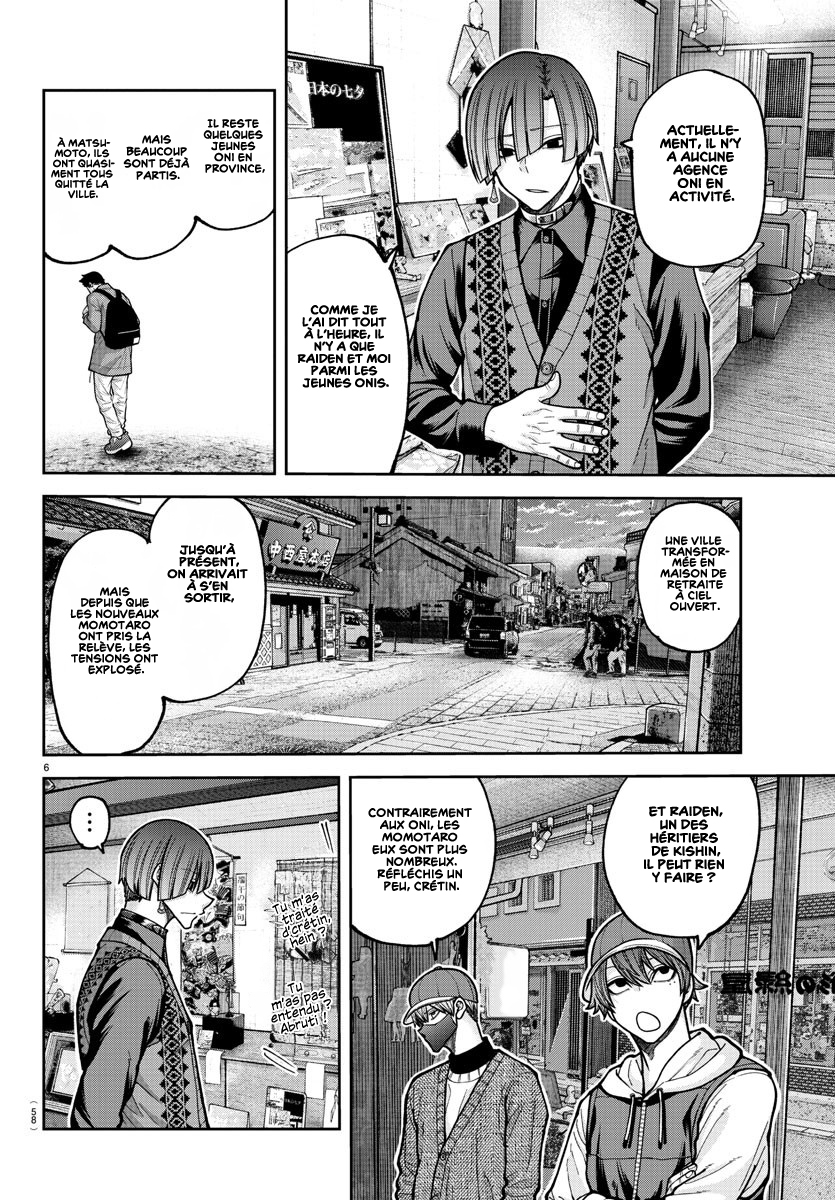 ACTUELLE-
MENT, IL N'Y
A AUCUNE
AGENCE
ONI EN
ACTIVITÉ.
日本の七夕
COMME JE
L'AI DIT TOUT
À L'HEURE, IL
N'Y A QUE
RAIDEN ET MOI
PARMI LES
JEUNES ONIS.
IL RESTE
QUELQUES
JEUNES
ONI EN
PROVINCE,
MAIS
BEAUCOUP
SONT DÉJÀ
PARTIS.
À MATSU-
MOTO, ILS
ONT QUASI-
MENT TOUS
QUITTÉ LA
VILLE.
UNE VILLE
TRANSFOR-
MÉE EN
MAISON DE
RETRAITE
À CIEL
OUVERT.
中西屋本店
JUSQU'À
PRÉSENT,
ON ARRIVAIT
À S'EN
SORTIR,
MAIS
DEPUIS QUE
LES NOUVEAUX
MOMOTARO
ONT PRIS LA
RELÈVE, LES
TENSIONS ONT
EXPLOSÉ.
6
ET RAIDEN,
UN DES
HÉRITIERS
DE KISHIN,
IL PEUT RIEN
Y FAIRE ?
CONTRAIREMENT
AUX ONI, LES
MOMOTARO
EUX SONT PLUS
NOMBREUX.
RÉFLÉCHIS UN
PEU, CRÉTIN.
...
Tu m'as
traité
d'crétin,
hein ?
Tu
m'as pas
entendu ?
Abruti !
端午の節句
58